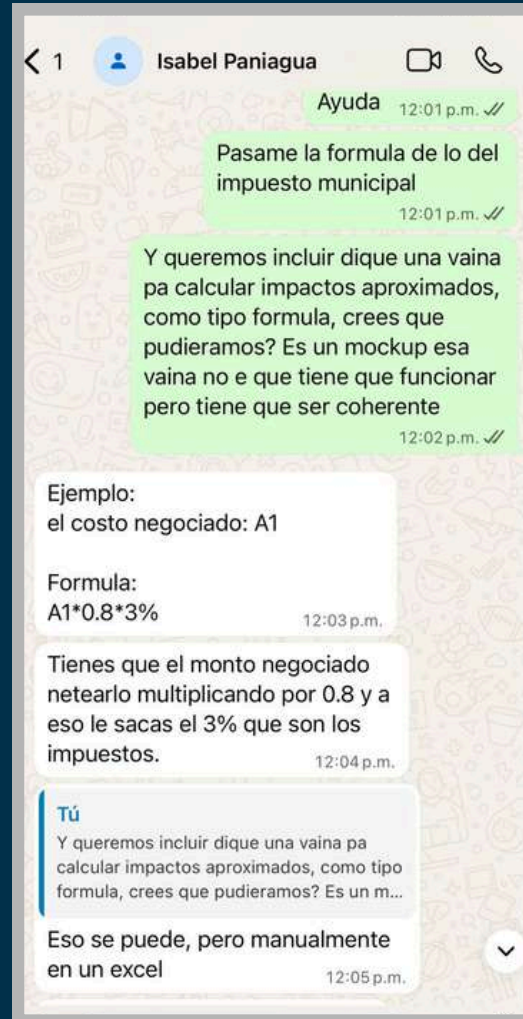 1
Isabel Paniagua
Ayuda
12:01 p.m.
Pasame la formula de lo del
impuesto municipal
12:01 p.m.
Y queremos incluir dique una vaina
pa calcular impactos aproximados,
como tipo formula, crees que
pudieramos? Es un mockup esa
vaina no e que tiene que funcionar
pero tiene que ser coherente
12:02 p.m.
Ejemplo:
el costo negociado: A1
Formula:
A1*0.8*3%
12:03 p.m.
Tienes que el monto negociado
netearlo multiplicando por 0.8 y a
eso le sacas el 3% que son los
impuestos.
12:04 p.m.
Tú
Y queremos incluir dique una vaina pa
calcular impactos aproximados, como tipo
formula, crees que pudieramos? Es un m...
Eso se puede, pero manualmente
en un excel
12:05 p.m.